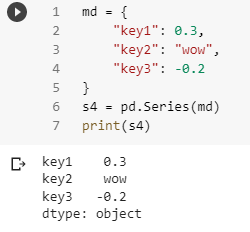 1 md = {
2     "key1": 0.3,
3     "key2": "wow",
4     "key3": -0.2
5 }
6 s4 = pd.Series(md)
7 print(s4)
key1    0.3
key2    wow
key3   -0.2
dtype: object